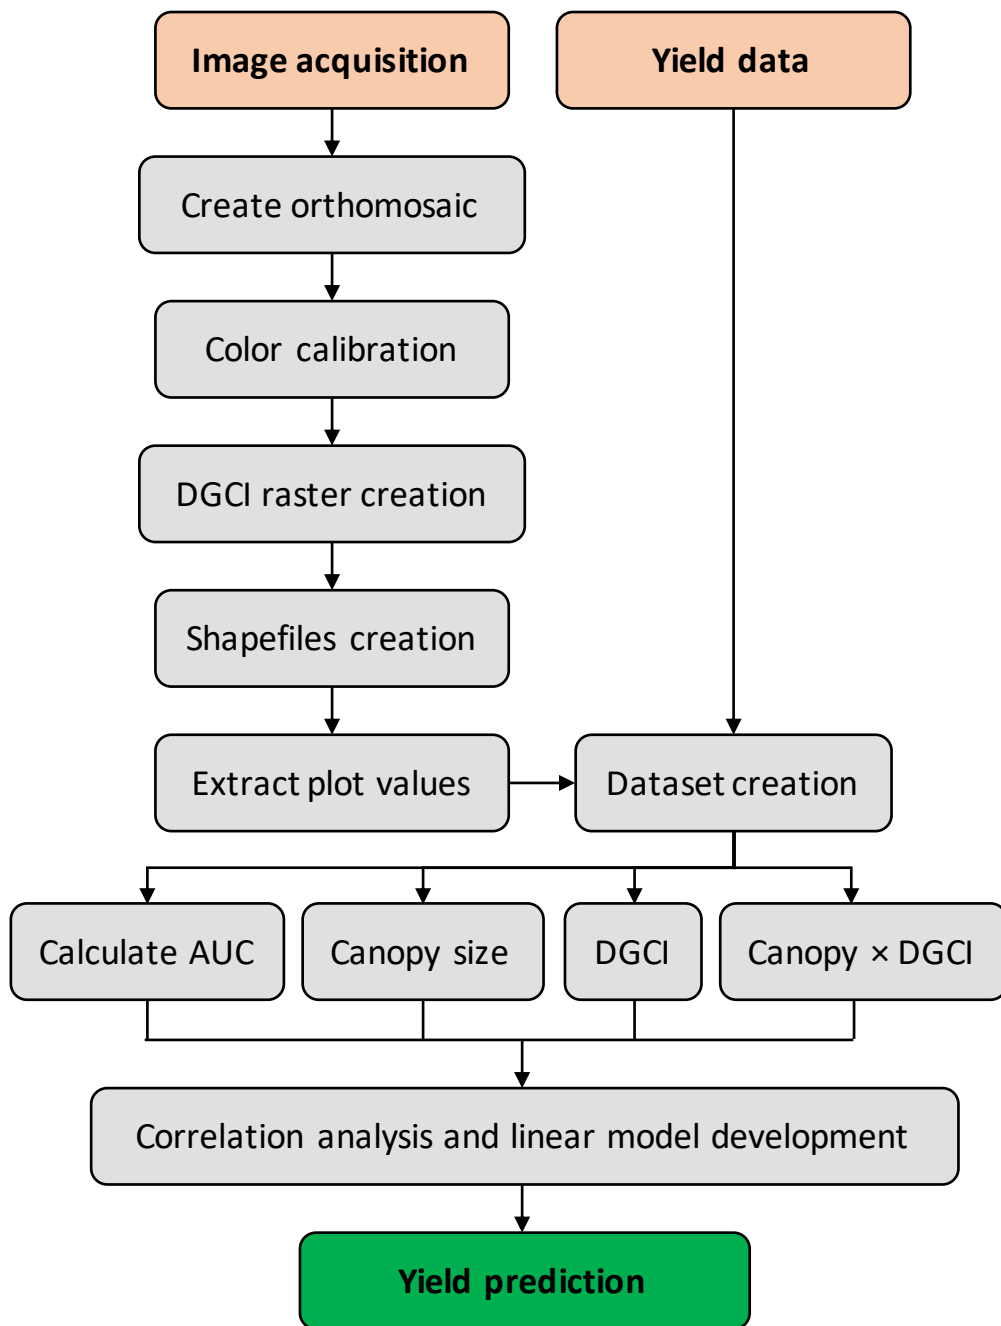 Image acquisition
Yield data
Create orthomosaic
Color calibration
DGCI raster creation
Shapefiles creation
Extract plot values
Dataset creation
Calculate AUC
Canopy size
DGCI
Canopy × DGCI
Correlation analysis and linear model development
Yield prediction